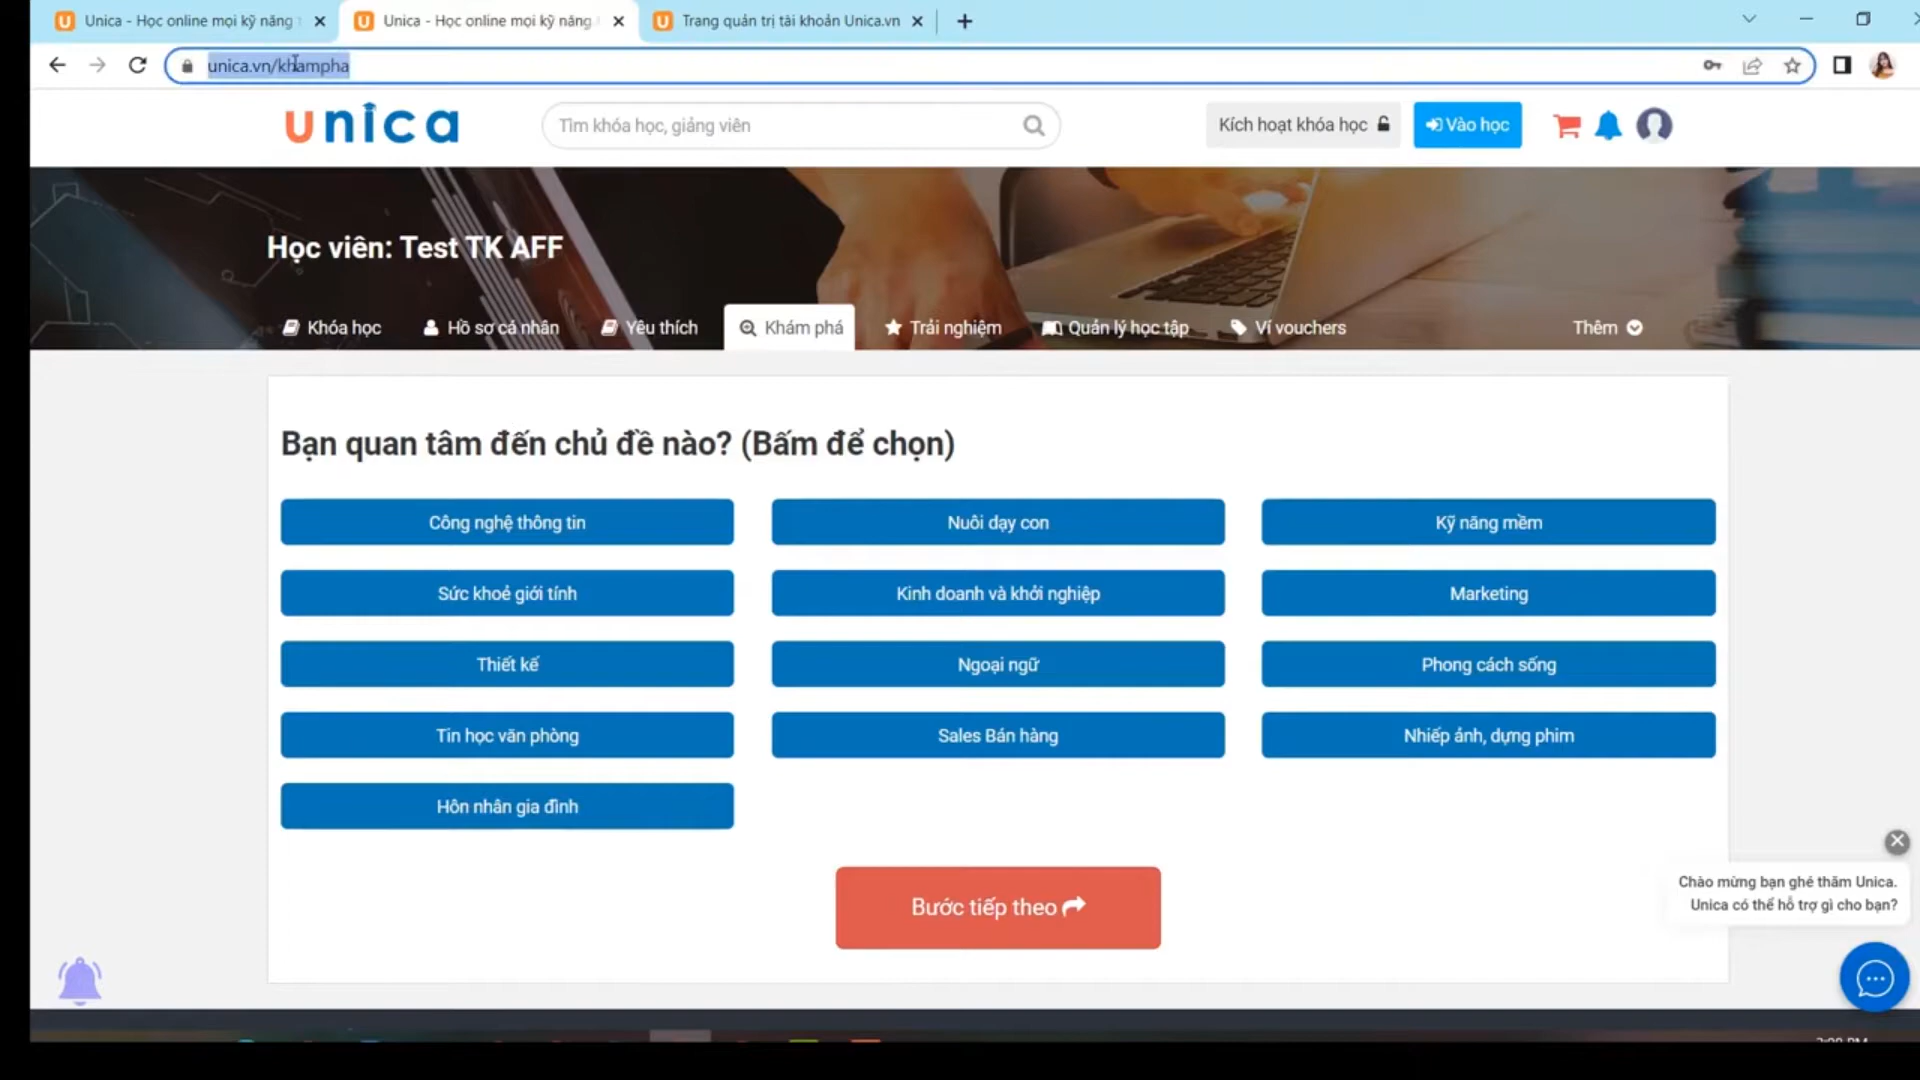 Unica - Học online mọi kỹ năng
Unica - Học online mọi kỹ năng
Trang quản trị tài khoản Unica.vn
unica.vn/khampha
unica
Tìm khóa học, giảng viên
Kích hoạt khóa học
Vào học
Học viên: Test TK AFF
Khóa học
Hồ sơ cá nhân
Yêu thích
Khám phá
Trải nghiệm
Quản lý học tập
Ví vouchers
Thêm
Bạn quan tâm đến chủ đề nào? (Bấm để chọn)
Công nghệ thông tin
Nuôi dạy con
Kỹ năng mềm
Sức khoẻ giới tính
Kinh doanh và khởi nghiệp
Marketing
Thiết kế
Ngoại ngữ
Phong cách sống
Tin học văn phòng
Sales Bán hàng
Nhiếp ảnh, dựng phim
Hôn nhân gia đình
Bước tiếp theo
Chào mừng bạn ghé thăm Unica.
Unica có thể hỗ trợ gì cho bạn?